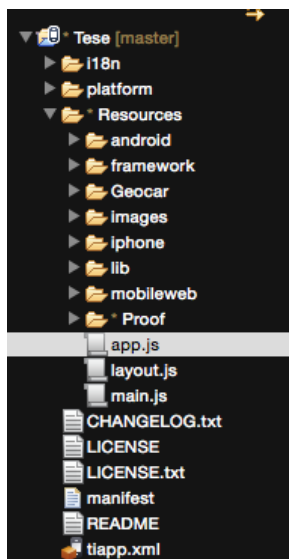 * Tese [master]
i18n
platform
* Resources
android
framework
Geocar
images
iphone
lib
mobileweb
* Proof
app.js
layout.js
main.js
CHANGELOG.txt
LICENSE
LICENSE.txt
manifest
README
tiapp.xml